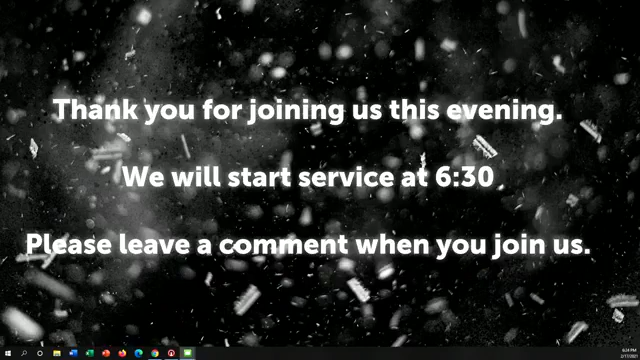 Thank you for joining us this evening.
We will start service at 6:30
Please leave a comment when you join us.